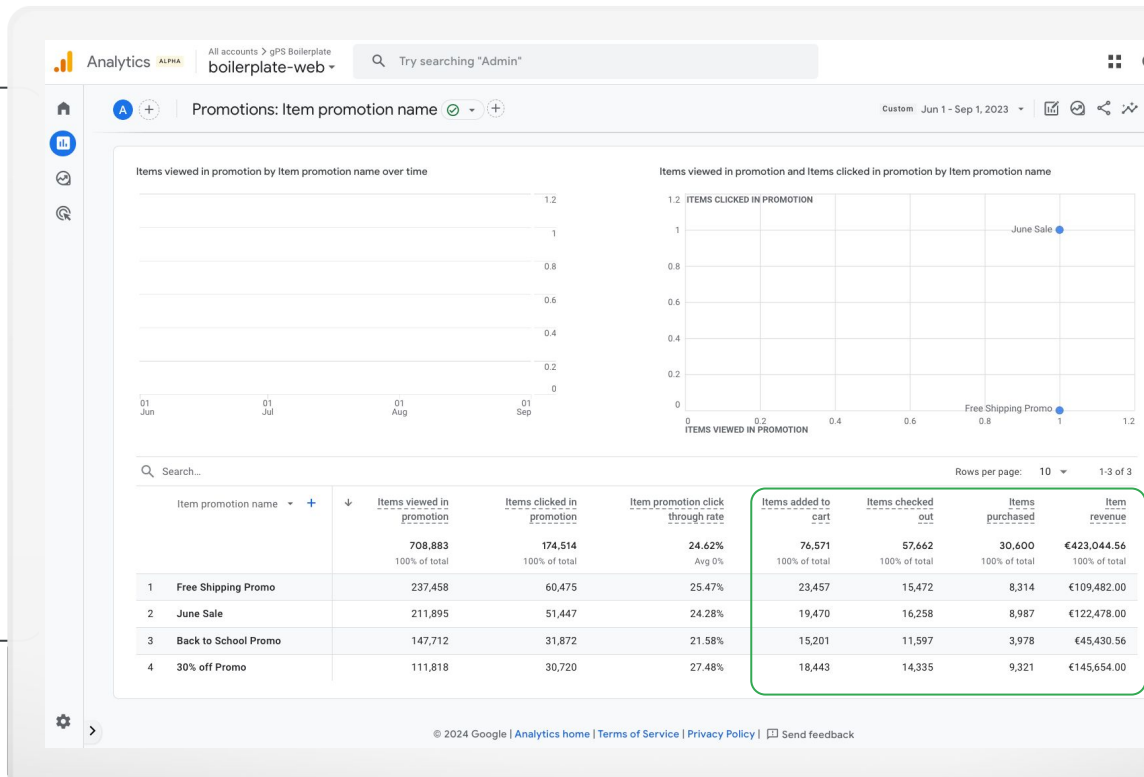 All accounts > gPS Boilerplate
Analytics ALPHA boilerplate-web
Try searching "Admin"
A Promotions: Item promotion name
Custom Jun 1 - Sep 1, 2023
Items viewed in promotion by Item promotion name over time
1.2
1
0.8
0.6
0.4
0.2
0
01 Jun
01 Jul
01 Aug
01 Sep
Items viewed in promotion and Items clicked in promotion by Item promotion name
1.2 ITEMS CLICKED IN PROMOTION
1
June Sale
0.8
0.6
0.4
0.2
0
Free Shipping Promo
0 0.2 0.4 0.6 0.8 1 1.2
ITEMS VIEWED IN PROMOTION
Search... Rows per page: 10 1-3 of 3
Item promotion name + Items viewed in promotion Items clicked in promotion Item promotion click through rate Items added to cart Items checked out Items purchased Item revenue
708,883 174,514 24.62% 76,571 57,662 30,600 €423,044.56
100% of total 100% of total Avg 0% 100% of total 100% of total 100% of total 100% of total
1 Free Shipping Promo 237,458 60,475 25.47% 23,457 15,472 8,314 €109,482.00
2 June Sale 211,895 51,447 24.28% 19,470 16,258 8,987 €122,478.00
3 Back to School Promo 147,712 31,872 21.58% 15,201 11,597 3,978 €45,430.56
4 30% off Promo 111,818 30,720 27.48% 18,443 14,335 9,321 €145,654.00
© 2024 Google | Analytics home | Terms of Service | Privacy Policy | Send feedback